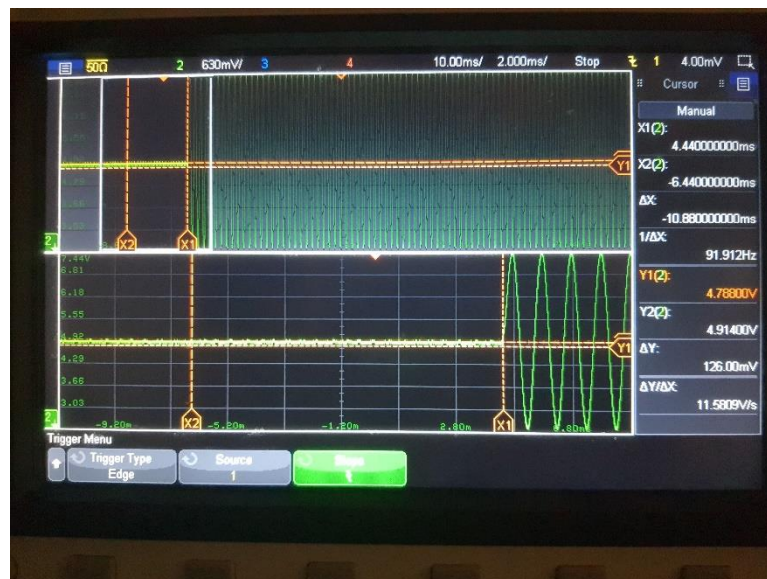 50Ω 2 630mV/ 3 4 10.00ms/ 2.000ms/ Stop 1 4.00mV
Cursor
Manual
X1(2):
4.440000000ms
X2(2):
-6.440000000ms
ΔX:
-10.880000000ms
1/ΔX:
91.912Hz
Y1(2):
4.78800V
Y2(2):
4.91400V
ΔY:
126.00mV
ΔY/ΔX:
11.5809V/s
Y1
2 X2 X1
7.44V
6.81
6.18
5.55
4.92
Y1
4.29
3.66
3.03
2 -9.20m X2 -5.20m -1.20m 2.80m X1 6.80m
Trigger Menu
Trigger Type Source Slope
Edge 1